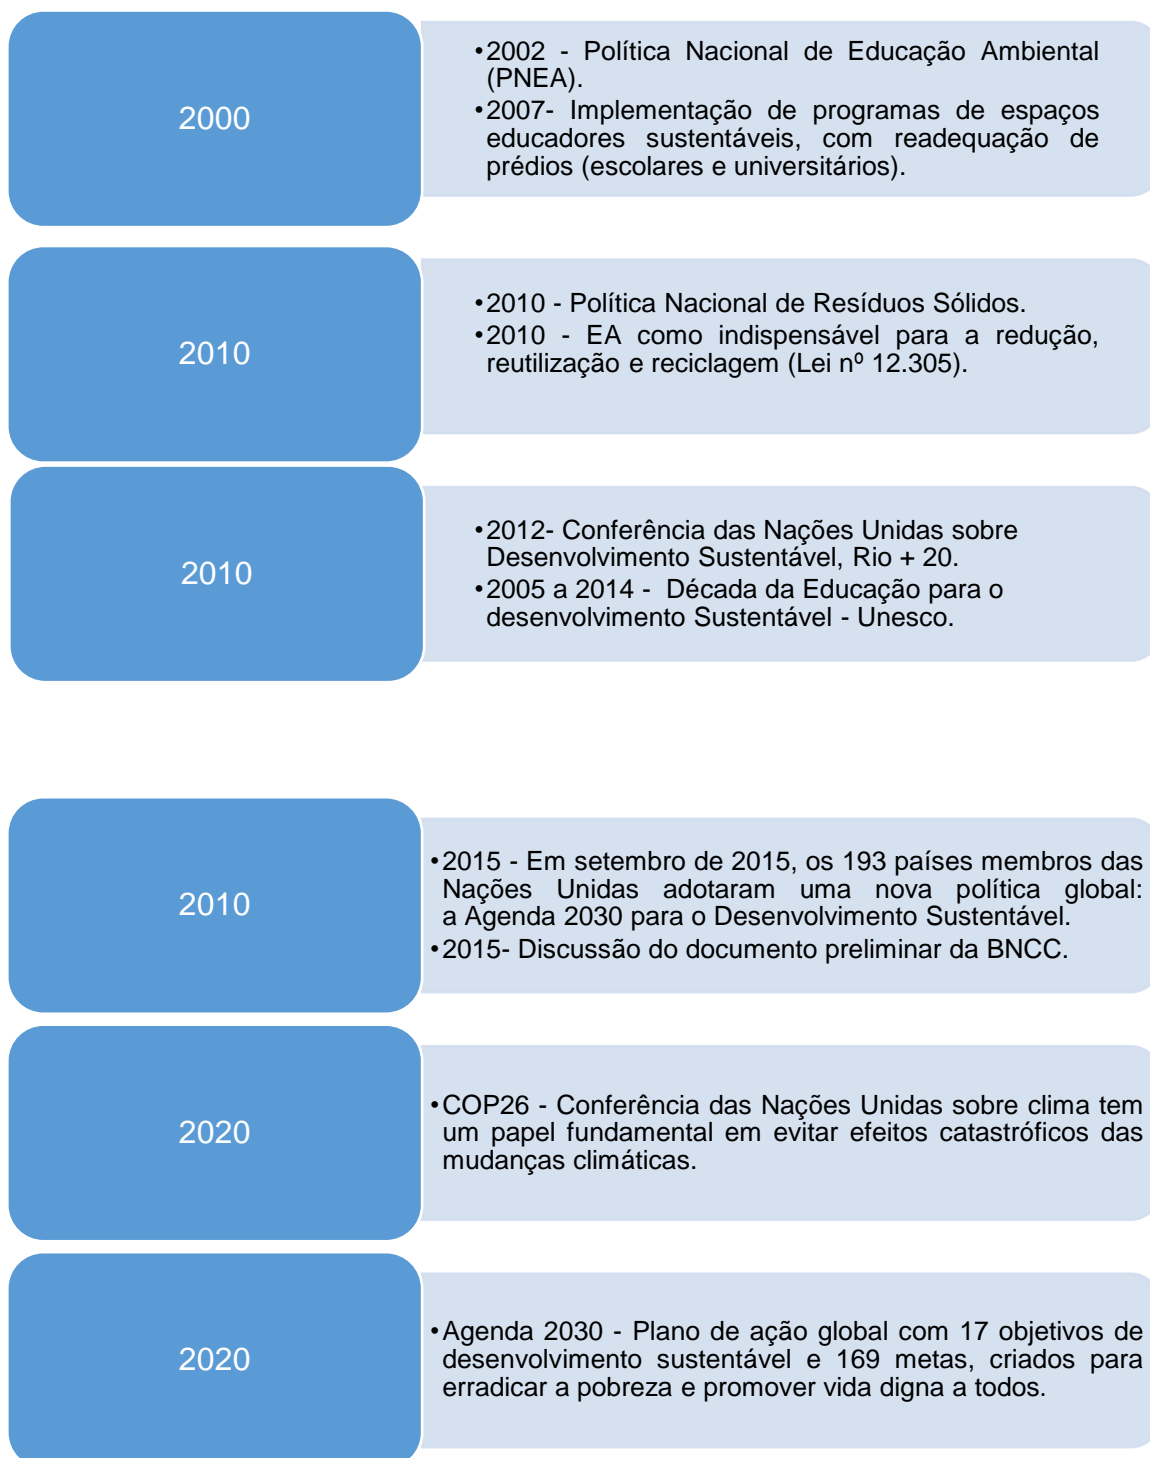 2000
•2002 - Política Nacional de Educação Ambiental
(PNEA).
•2007- Implementação de programas de espaços
educadores sustentáveis, com readequação de
prédios (escolares e universitários).
2010
•2010 - Política Nacional de Resíduos Sólidos.
•2010 - EA como indispensável para a redução,
reutilização e reciclagem (Lei nº 12.305).
2010
•2012- Conferência das Nações Unidas sobre
Desenvolvimento Sustentável, Rio + 20.
•2005 a 2014 - Década da Educação para o
desenvolvimento Sustentável - Unesco.
2010
•2015 - Em setembro de 2015, os 193 países membros das
Nações Unidas adotaram uma nova política global:
a Agenda 2030 para o Desenvolvimento Sustentável.
•2015- Discussão do documento preliminar da BNCC.
2020
•COP26 - Conferência das Nações Unidas sobre clima tem
um papel fundamental em evitar efeitos catastróficos das
mudanças climáticas.
2020
•Agenda 2030 - Plano de ação global com 17 objetivos de
desenvolvimento sustentável e 169 metas, criados para
erradicar a pobreza e promover vida digna a todos.